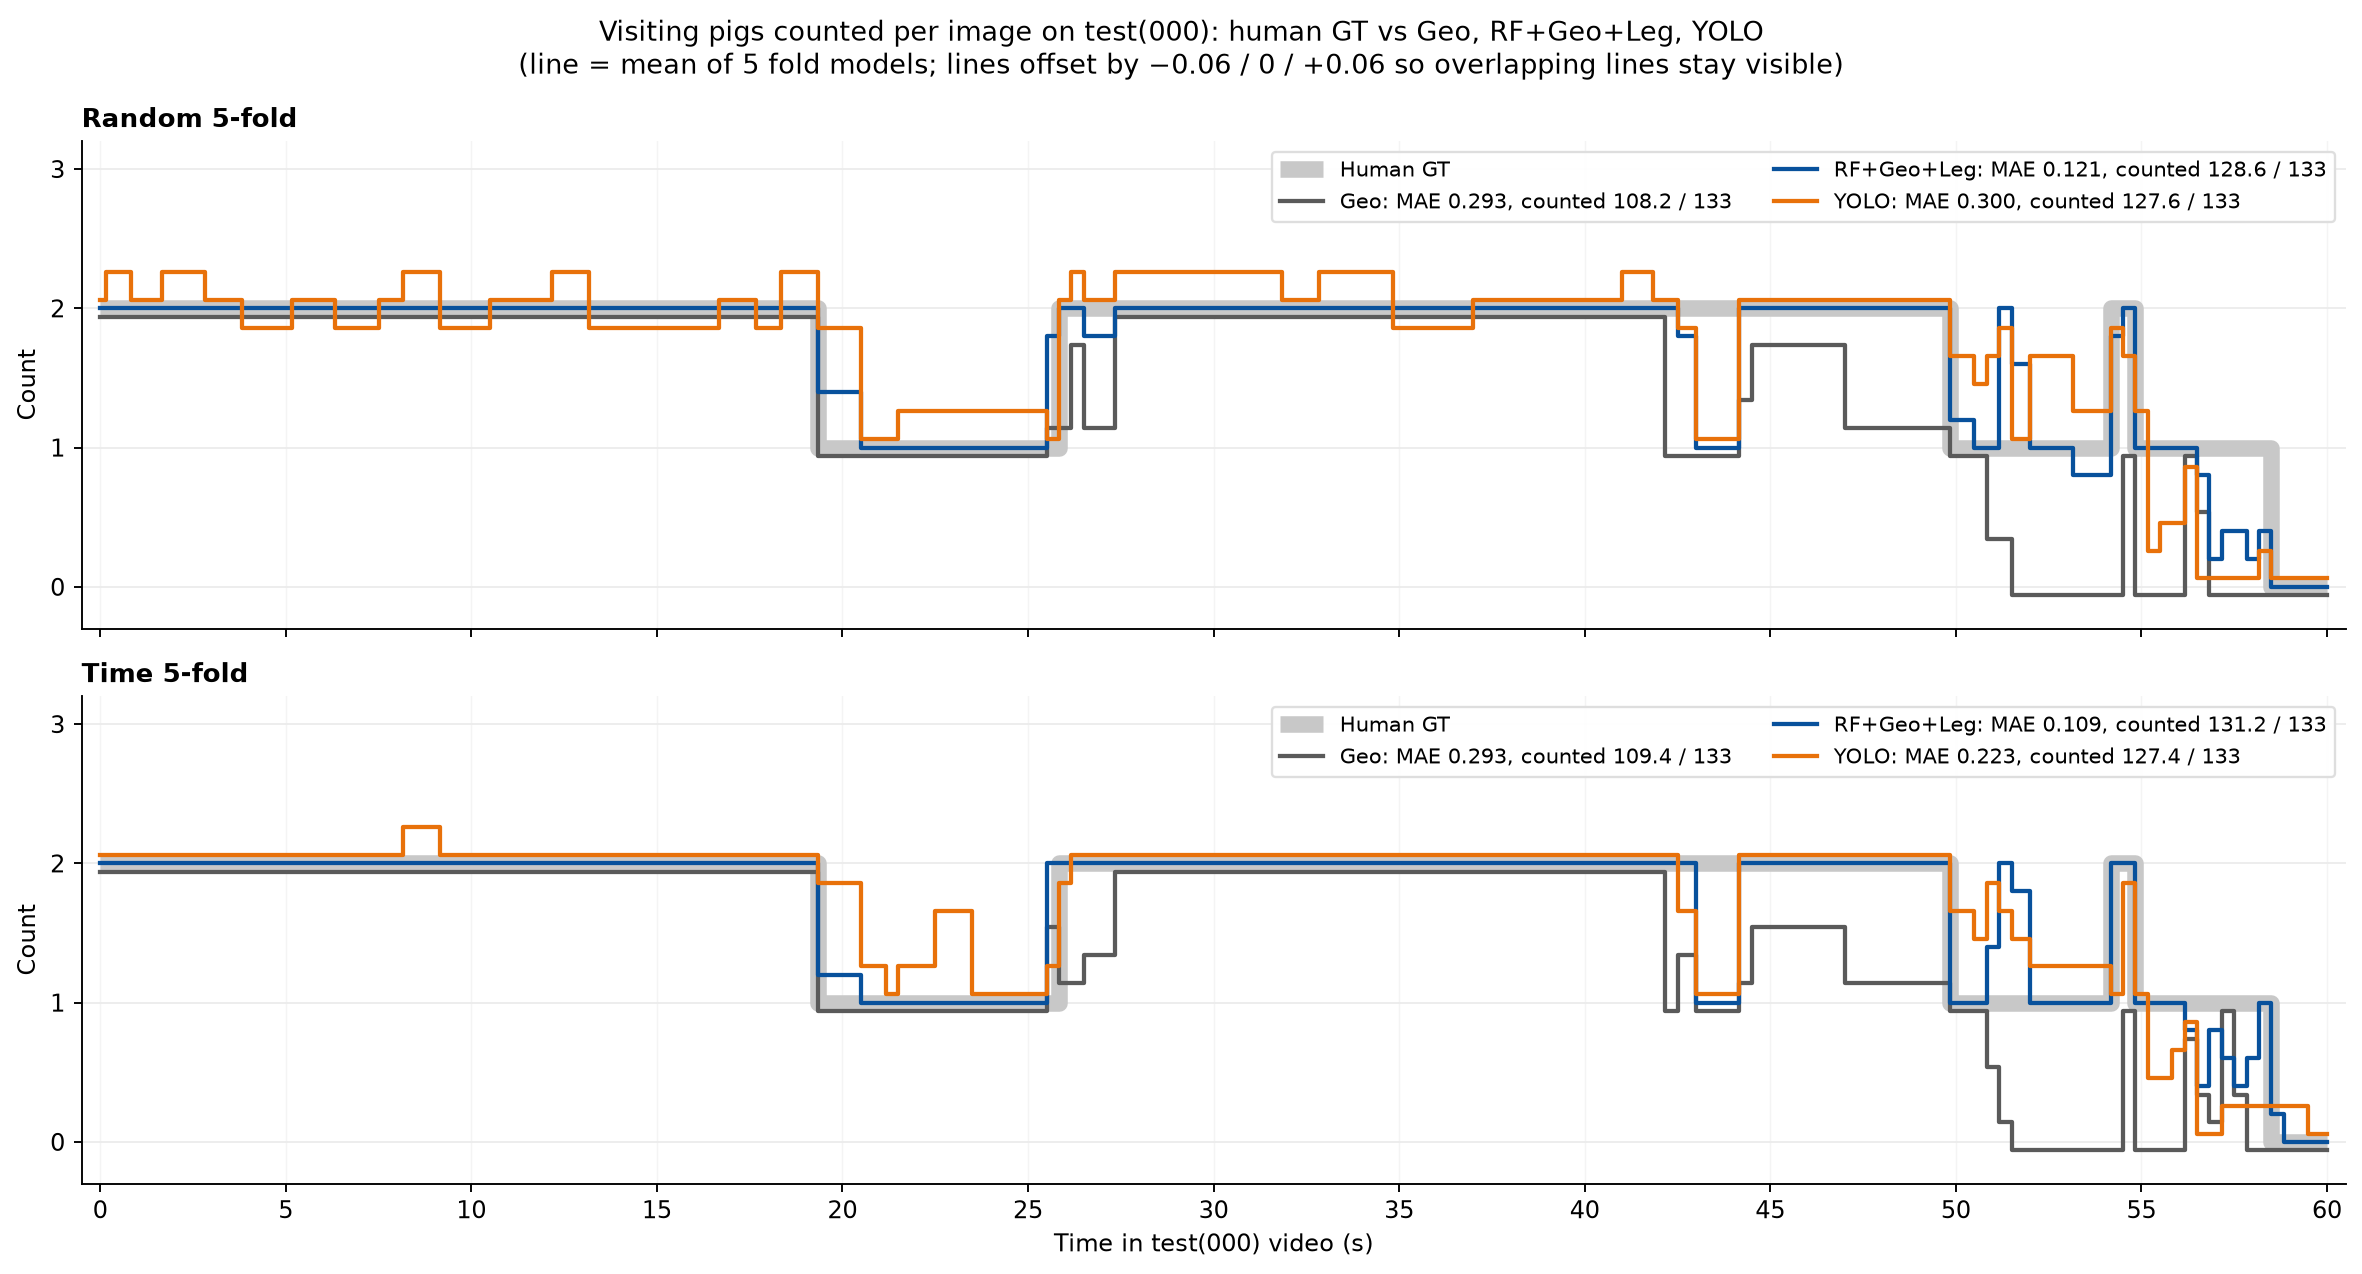 Visiting pigs counted per image on test(000): human GT vs Geo, RF+Geo+Leg, YOLO
(line = mean of 5 fold models; lines offset by −0.06 / 0 / +0.06 so overlapping lines stay visible)
Random 5-fold
Human GT
Geo: MAE 0.293, counted 108.2 / 133
RF+Geo+Leg: MAE 0.121, counted 128.6 / 133
YOLO: MAE 0.300, counted 127.6 / 133
3
2
1
0
Count
Time 5-fold
Human GT
Geo: MAE 0.293, counted 109.4 / 133
RF+Geo+Leg: MAE 0.109, counted 131.2 / 133
YOLO: MAE 0.223, counted 127.4 / 133
3
2
1
0
Count
0 5 10 15 20 25 30 35 40 45 50 55 60
Time in test(000) video (s)